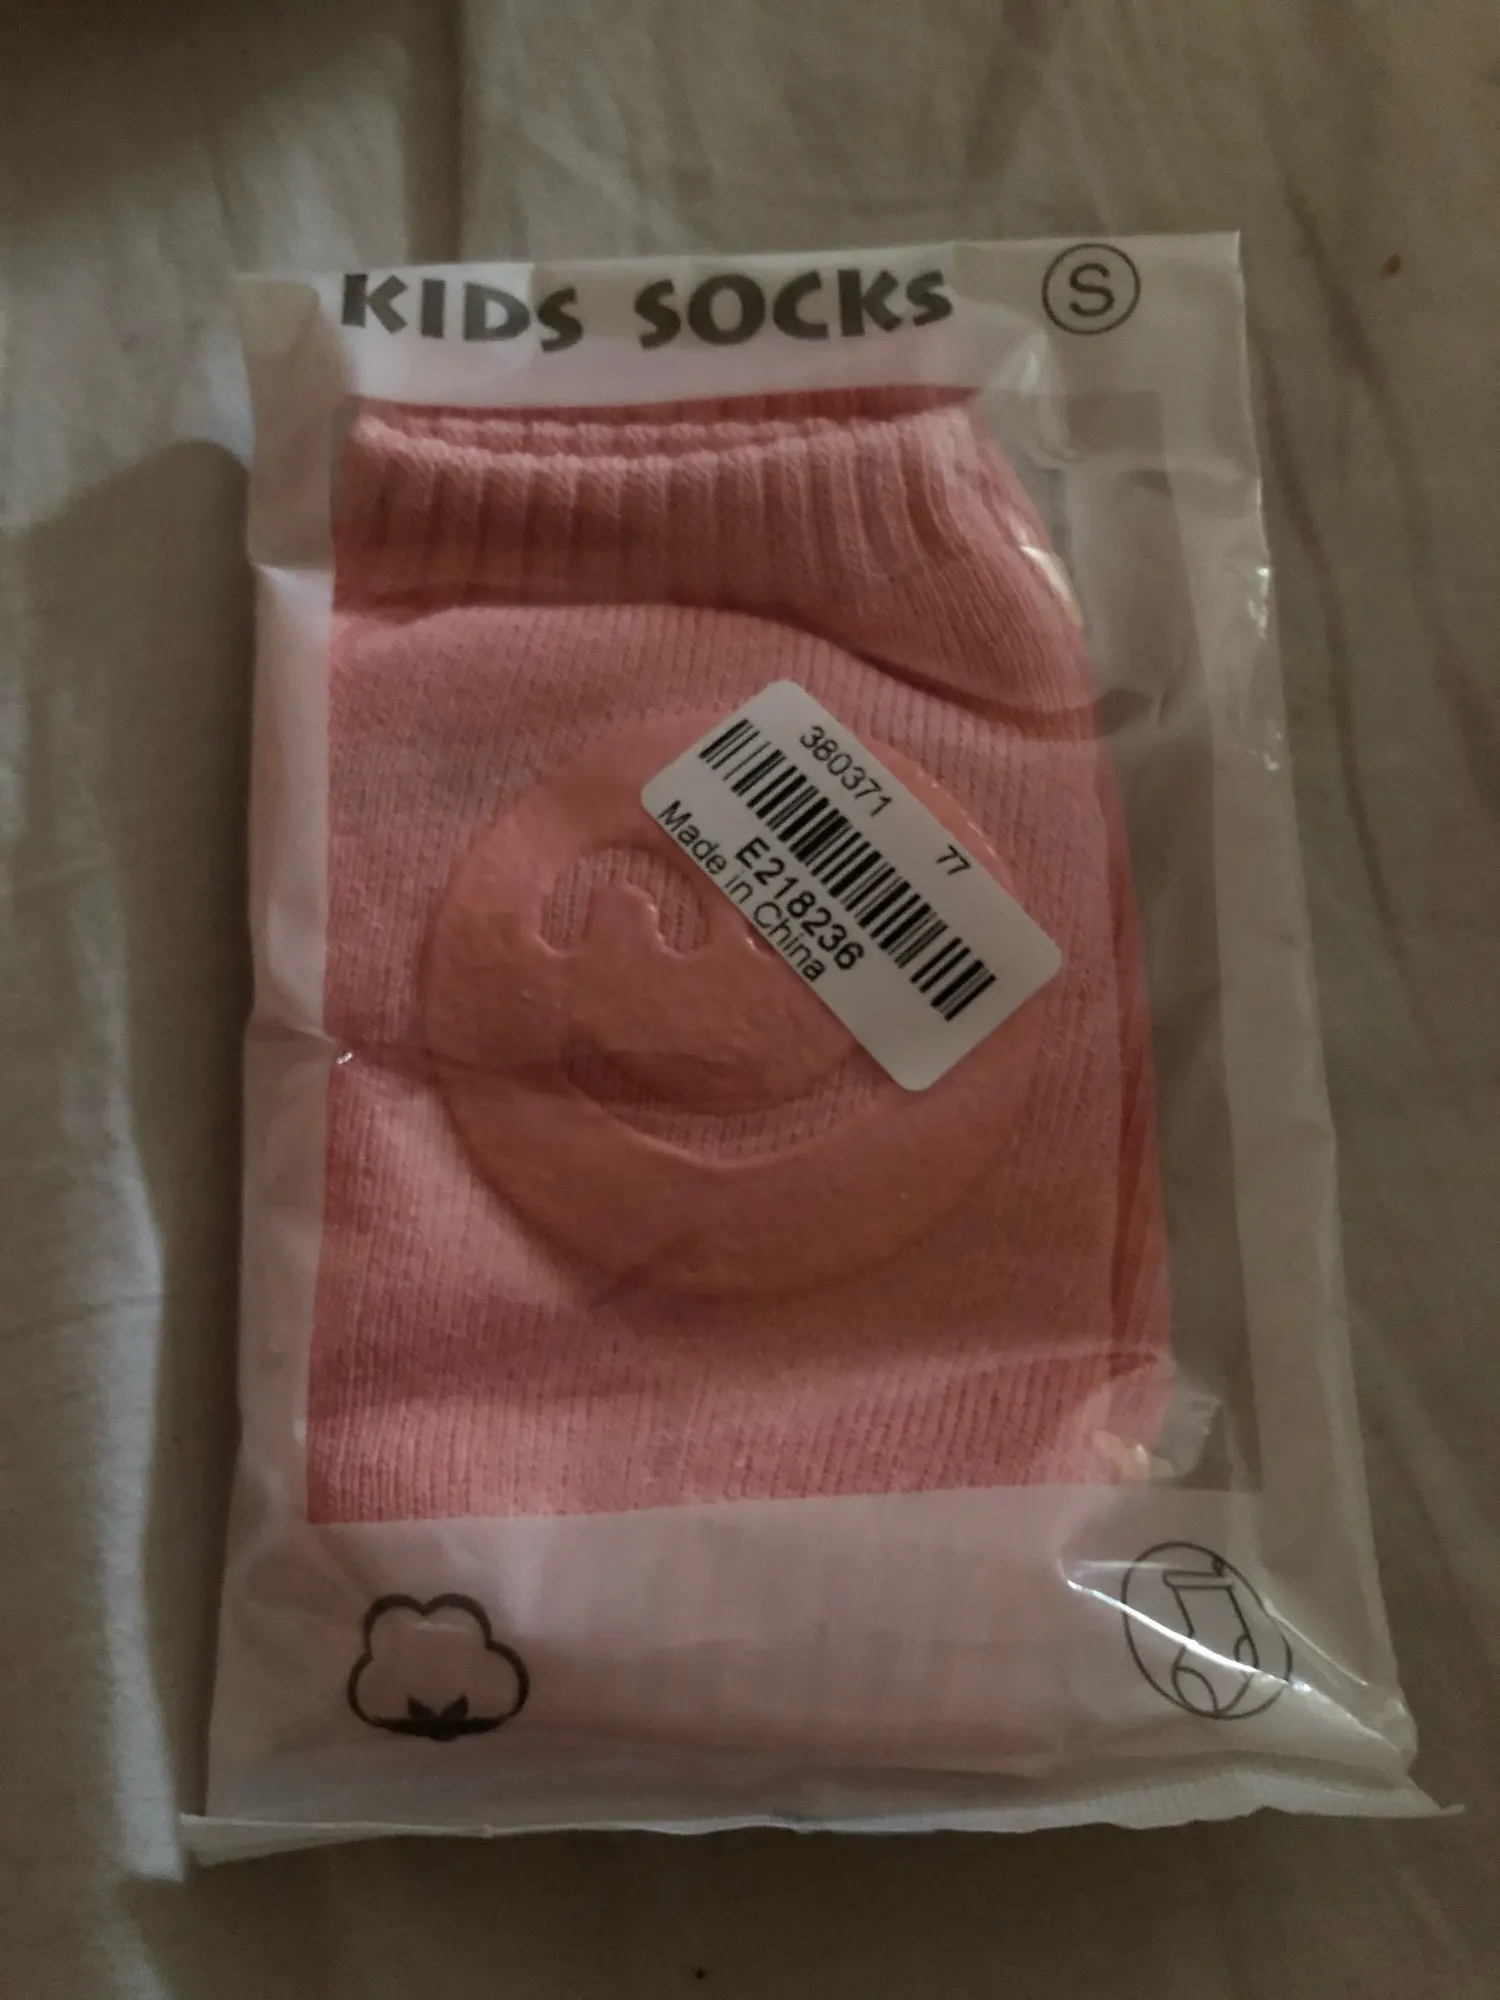 KIDS SOCKS
S
380371
77
E218236
Made in China